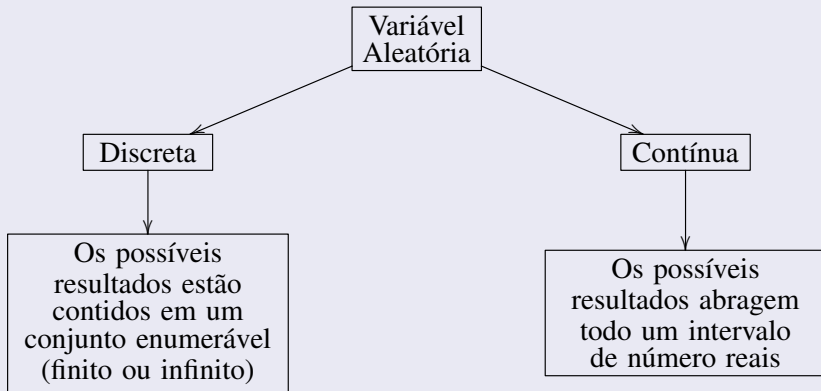 Variável
Aleatória
Discreta
Contínua
Os possíveis
resultados estão
contidos em um
conjunto enumerável
(finito ou infinito)
Os possíveis
resultados abragem
todo um intervalo
de número reais